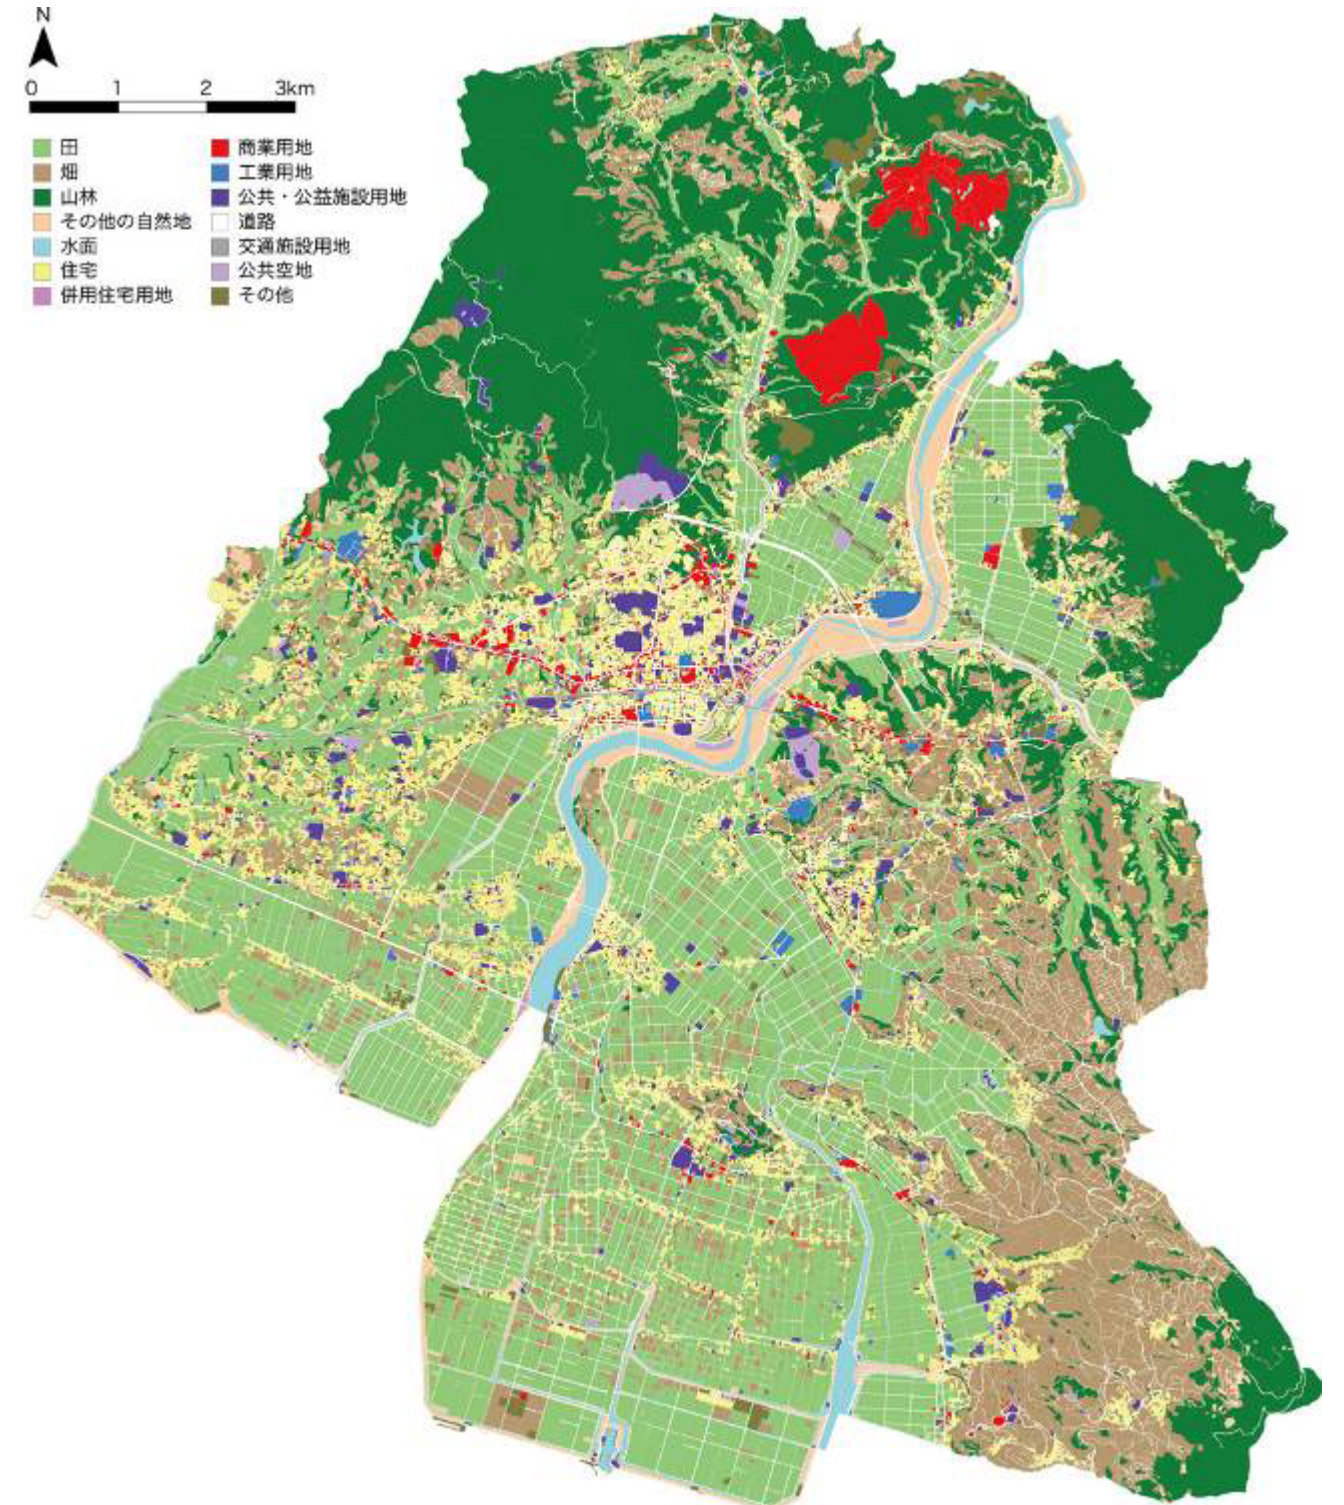 N
0 1 2 3km
田
畑
山林
その他の自然地
水面
住宅
併用住宅用地
商業用地
工業用地
公共・公益施設用地
道路
交通施設用地
公共空地
その他